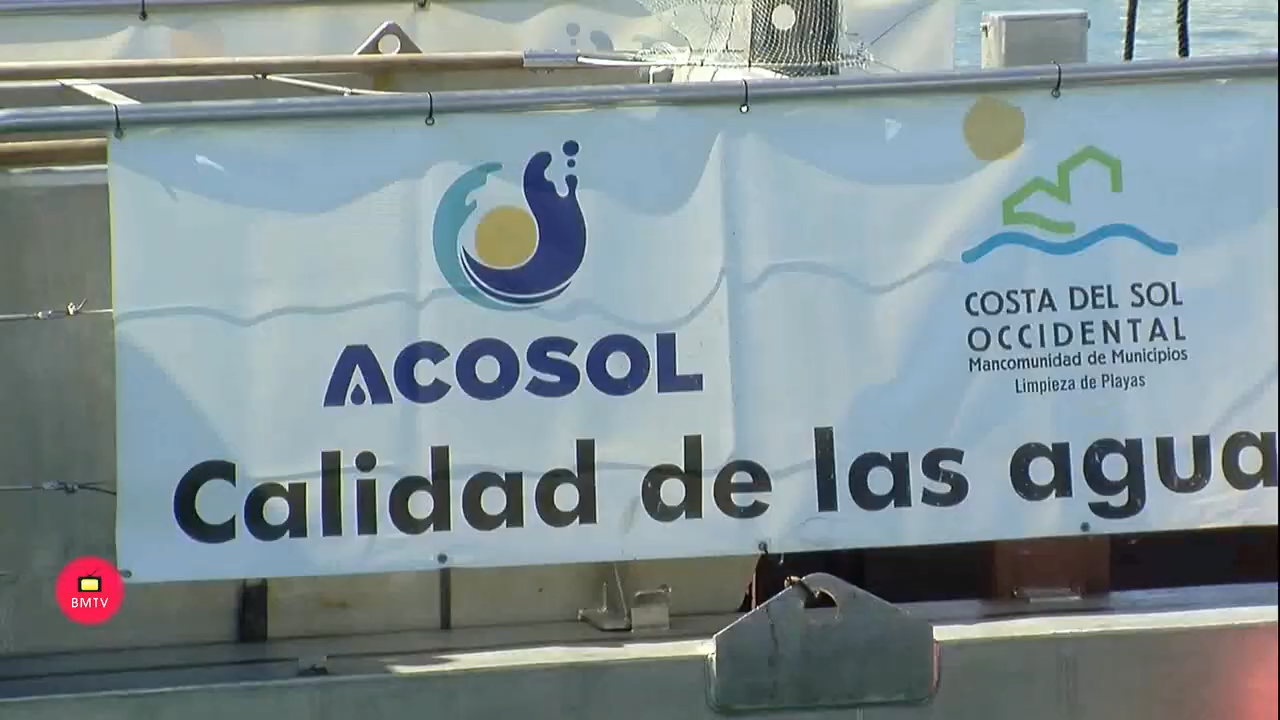 ACOSOL
COSTA DEL SOL
OCCIDENTAL
Mancomunidad de Municipios
Limpieza de Playas
Calidad de las agua
BMTV